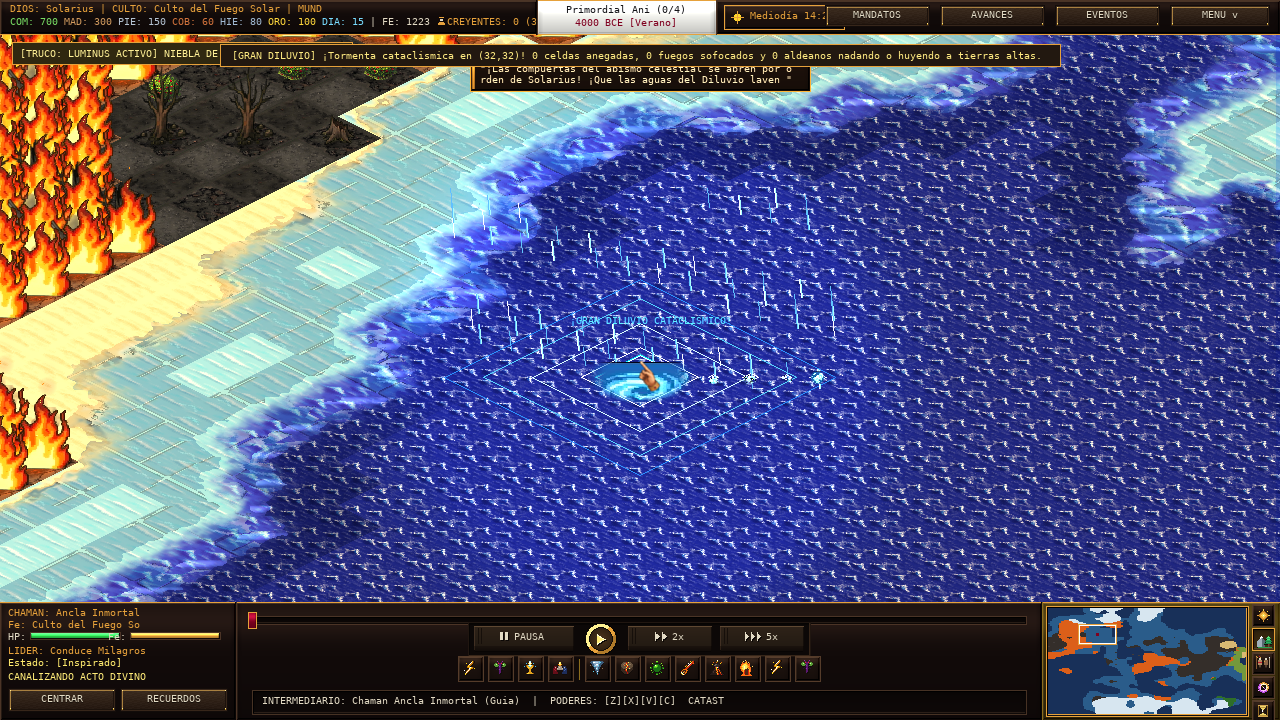 DIOS: Solarius | CULTO: Culto del Fuego Solar | MUND
COM: 700 MAD: 300 PIE: 150 COB: 60 HIE: 80 ORO: 100 DIA: 15 | FE: 1223 CREYENTES: 0 (3
Primordial Ani (0/4)
4000 BCE [Verano]
Mediodía 14:2
MANDATOS
AVANCES
EVENTOS
MENU v
[TRUCO: LUMINUS ACTIVO] NIEBLA DE
[GRAN DILUVIO] ¡Tormenta cataclismica en (32,32)! 0 celdas anegadas, 0 fuegos sofocados y 0 aldeanos nadando o huyendo a tierras altas.
¡Las compuertas del abismo celestial se abren por o
rden de Solarius! ¡Que las aguas del Diluvio laven "
¡GRAN DILUVIO CATACLISMICO!
CHAMAN: Ancla Inmortal
Fe: Culto del Fuego So
HP: Fe:
LIDER: Conduce Milagros
Estado: [Inspirado]
CANALIZANDO ACTO DIVINO
CENTRAR
RECUERDOS
PAUSA
2x
5x
INTERMEDIARIO: Chaman Ancla Inmortal (Guia) | PODERES: [Z][X][V][C] CATAST